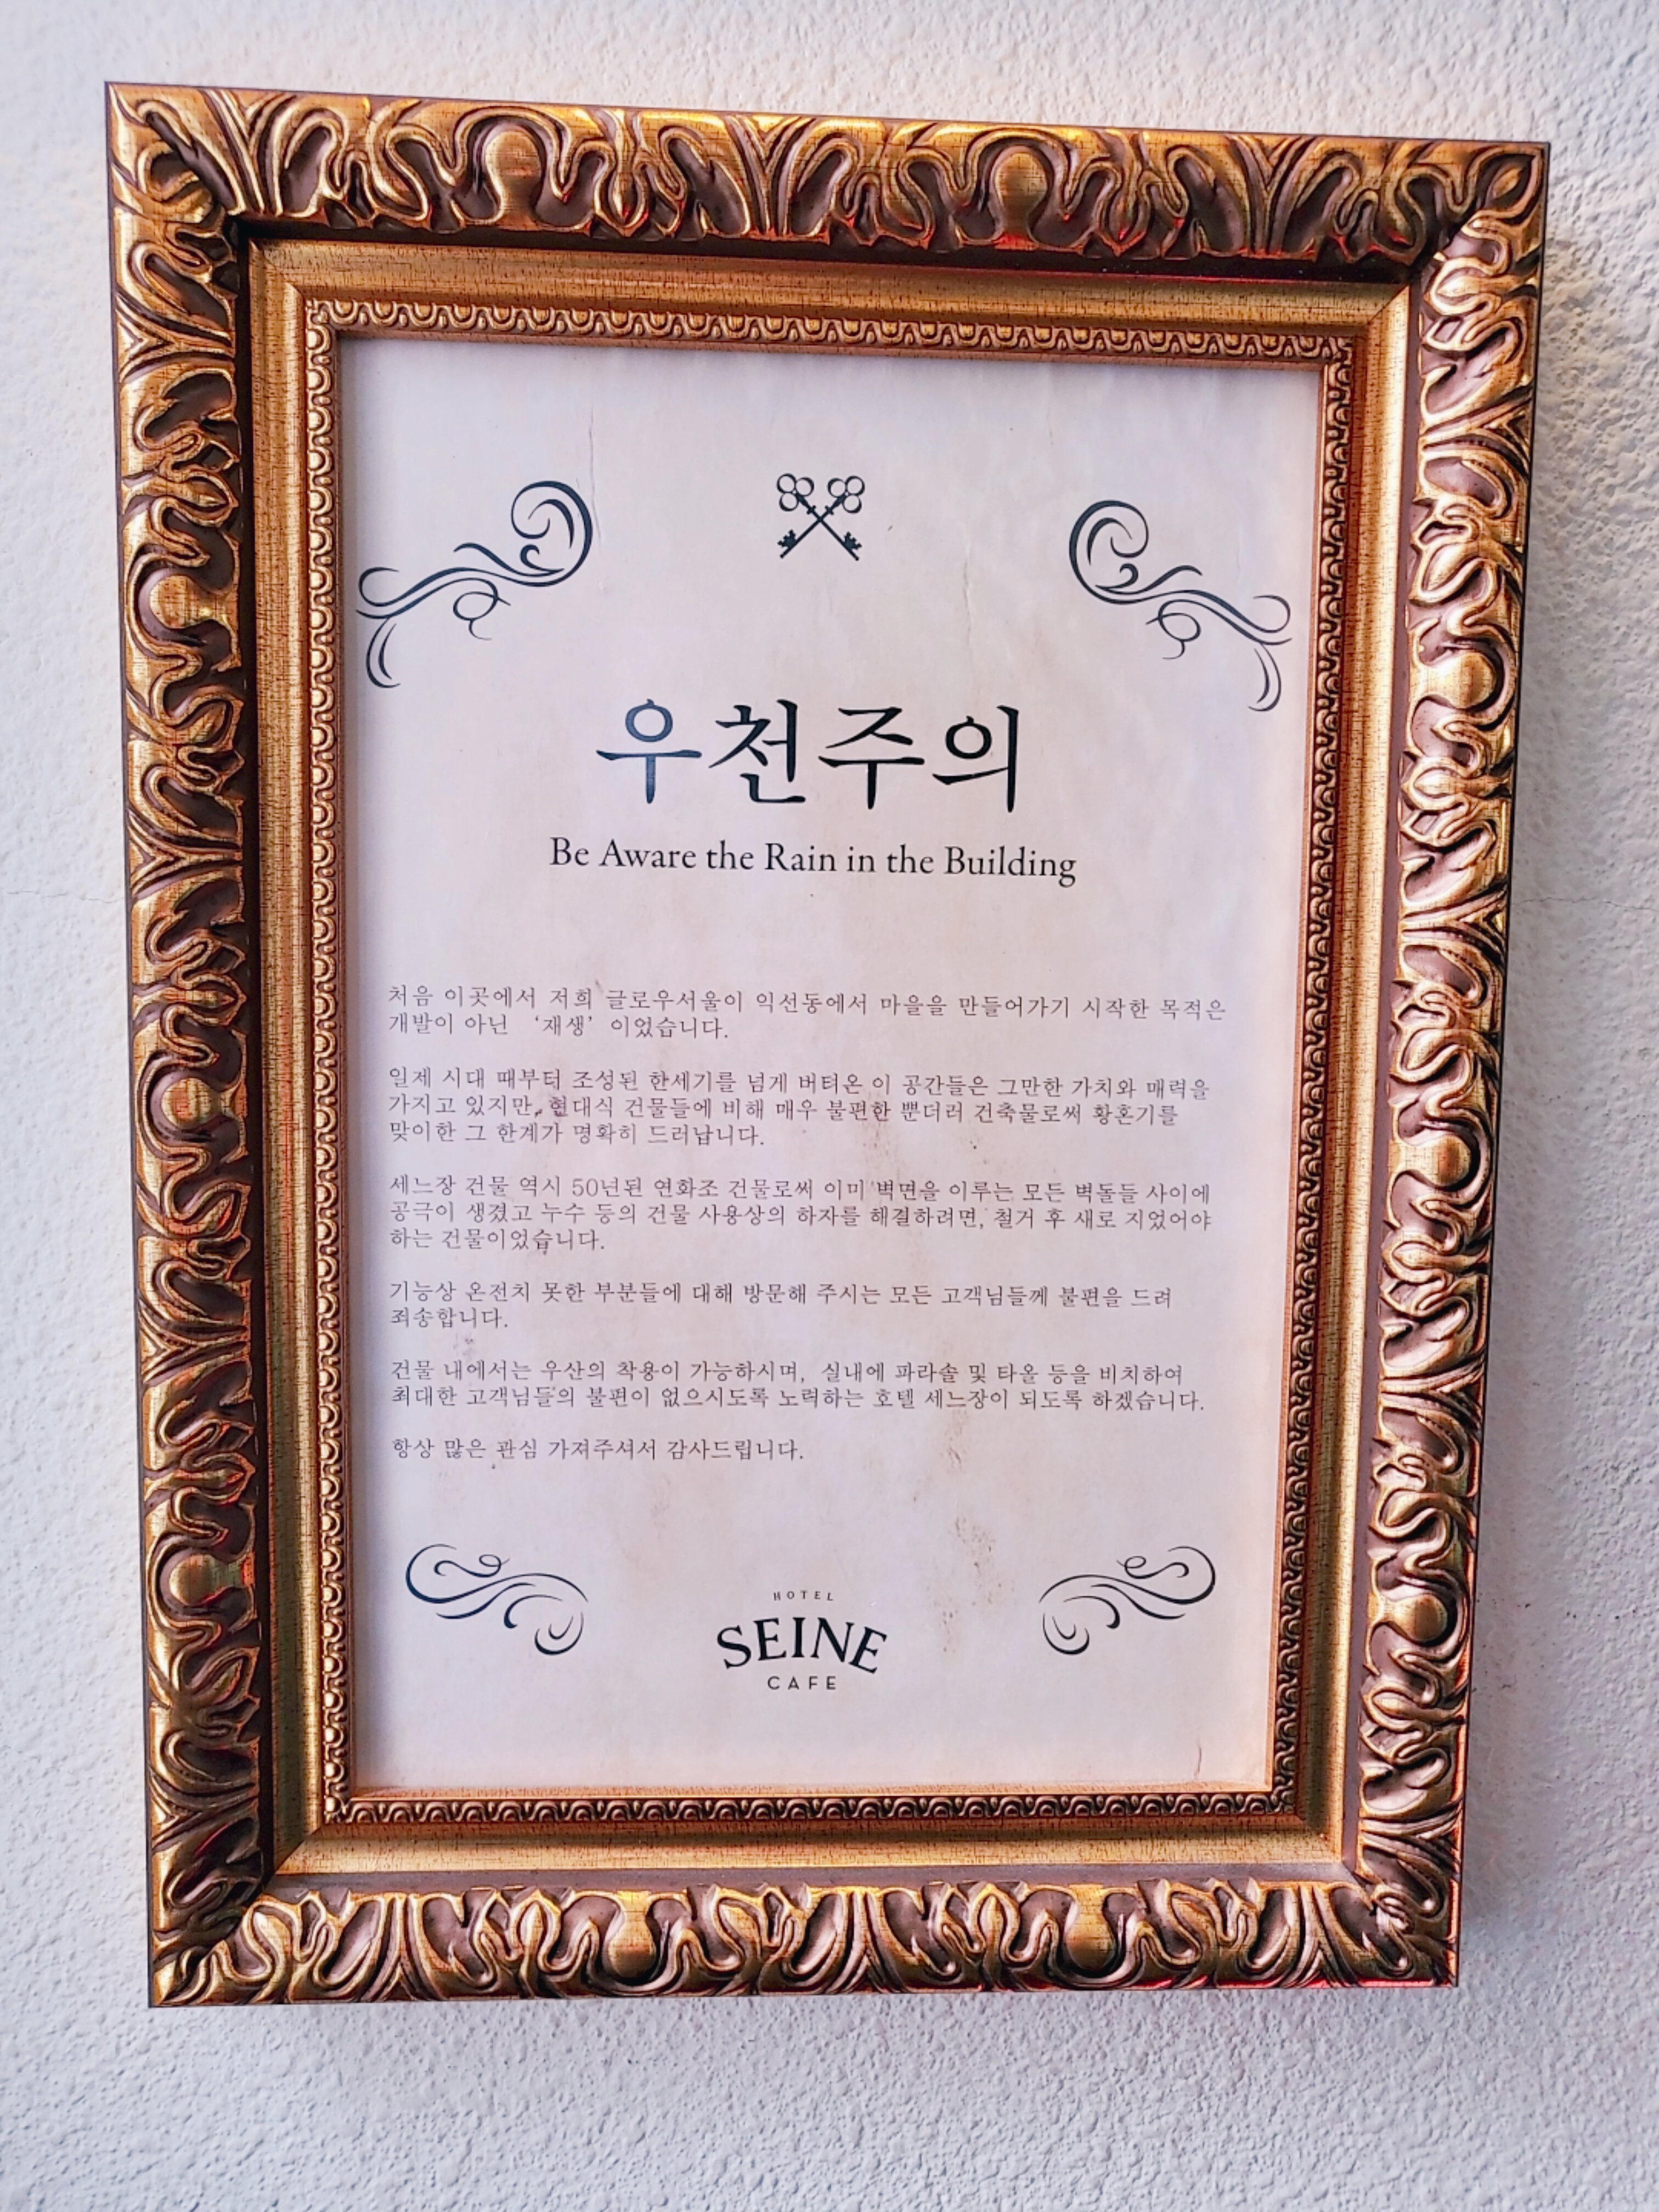 우천주의
Be Aware the Rain in the Building
처음 이곳에서 저희 글로우서울이 익선동에서 마을을 만들어가기 시작한 목적은
개발이 아닌 ‘재생’ 이었습니다.
일제 시대 때부터 조성된 한세기를 넘게 버텨온 이 공간들은 그만한 가치와 매력을
가지고 있지만, 현대식 건물들에 비해 매우 불편한 뿐더러 건축물로써 황혼기를
맞이한 그 한계가 명확히 드러납니다.
세느장 건물 역시 50년된 연화조 건물로써 이미 벽면을 이루는 모든 벽돌들 사이에
공극이 생겼고 누수 등의 건물 사용상의 하자를 해결하려면, 철거 후 새로 지었어야
하는 건물이었습니다.
기능상 온전치 못한 부분들에 대해 방문해 주시는 모든 고객님들께 불편을 드려
죄송합니다.
건물 내에서는 우산의 착용이 가능하시며, 실내에 파라솔 및 타올 등을 비치하여
최대한 고객님들의 불편이 없으시도록 노력하는 호텔 세느장이 되도록 하겠습니다.
항상 많은 관심 가져주셔서 감사드립니다.
HOTEL
SEINE
CAFE